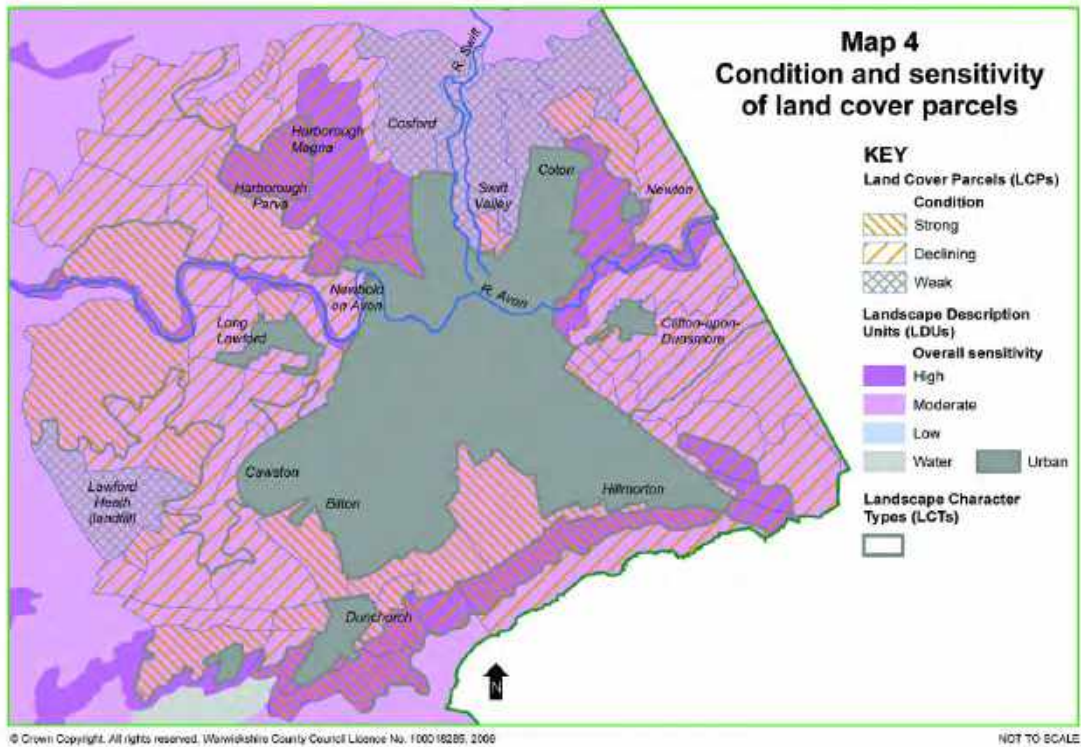 Map 4
Condition and sensitivity
of land cover parcels
KEY
Land Cover Parcels (LCPs)
Condition
Strong
Declining
Weak
Landscape Description
Units (LDUs)
Overall sensitivity
High
Moderate
Low
Water
Urban
Landscape Character
Types (LCTs)
R. Swift
Cosford
Harborough
Magna
Harborough
Parva
Swift
Valley
Coton
Newton
Newbold
on Avon
R. Avon
Long
Lawford
Clifton-upon-
Dunsmore
Cawston
Bilton
Hillmorton
Lawford
Heath
(landfill)
Dunchurch
N
© Crown Copyright. All rights reserved, Warwickshire County Council Licence No. 100018285, 2006
NOT TO SCALE